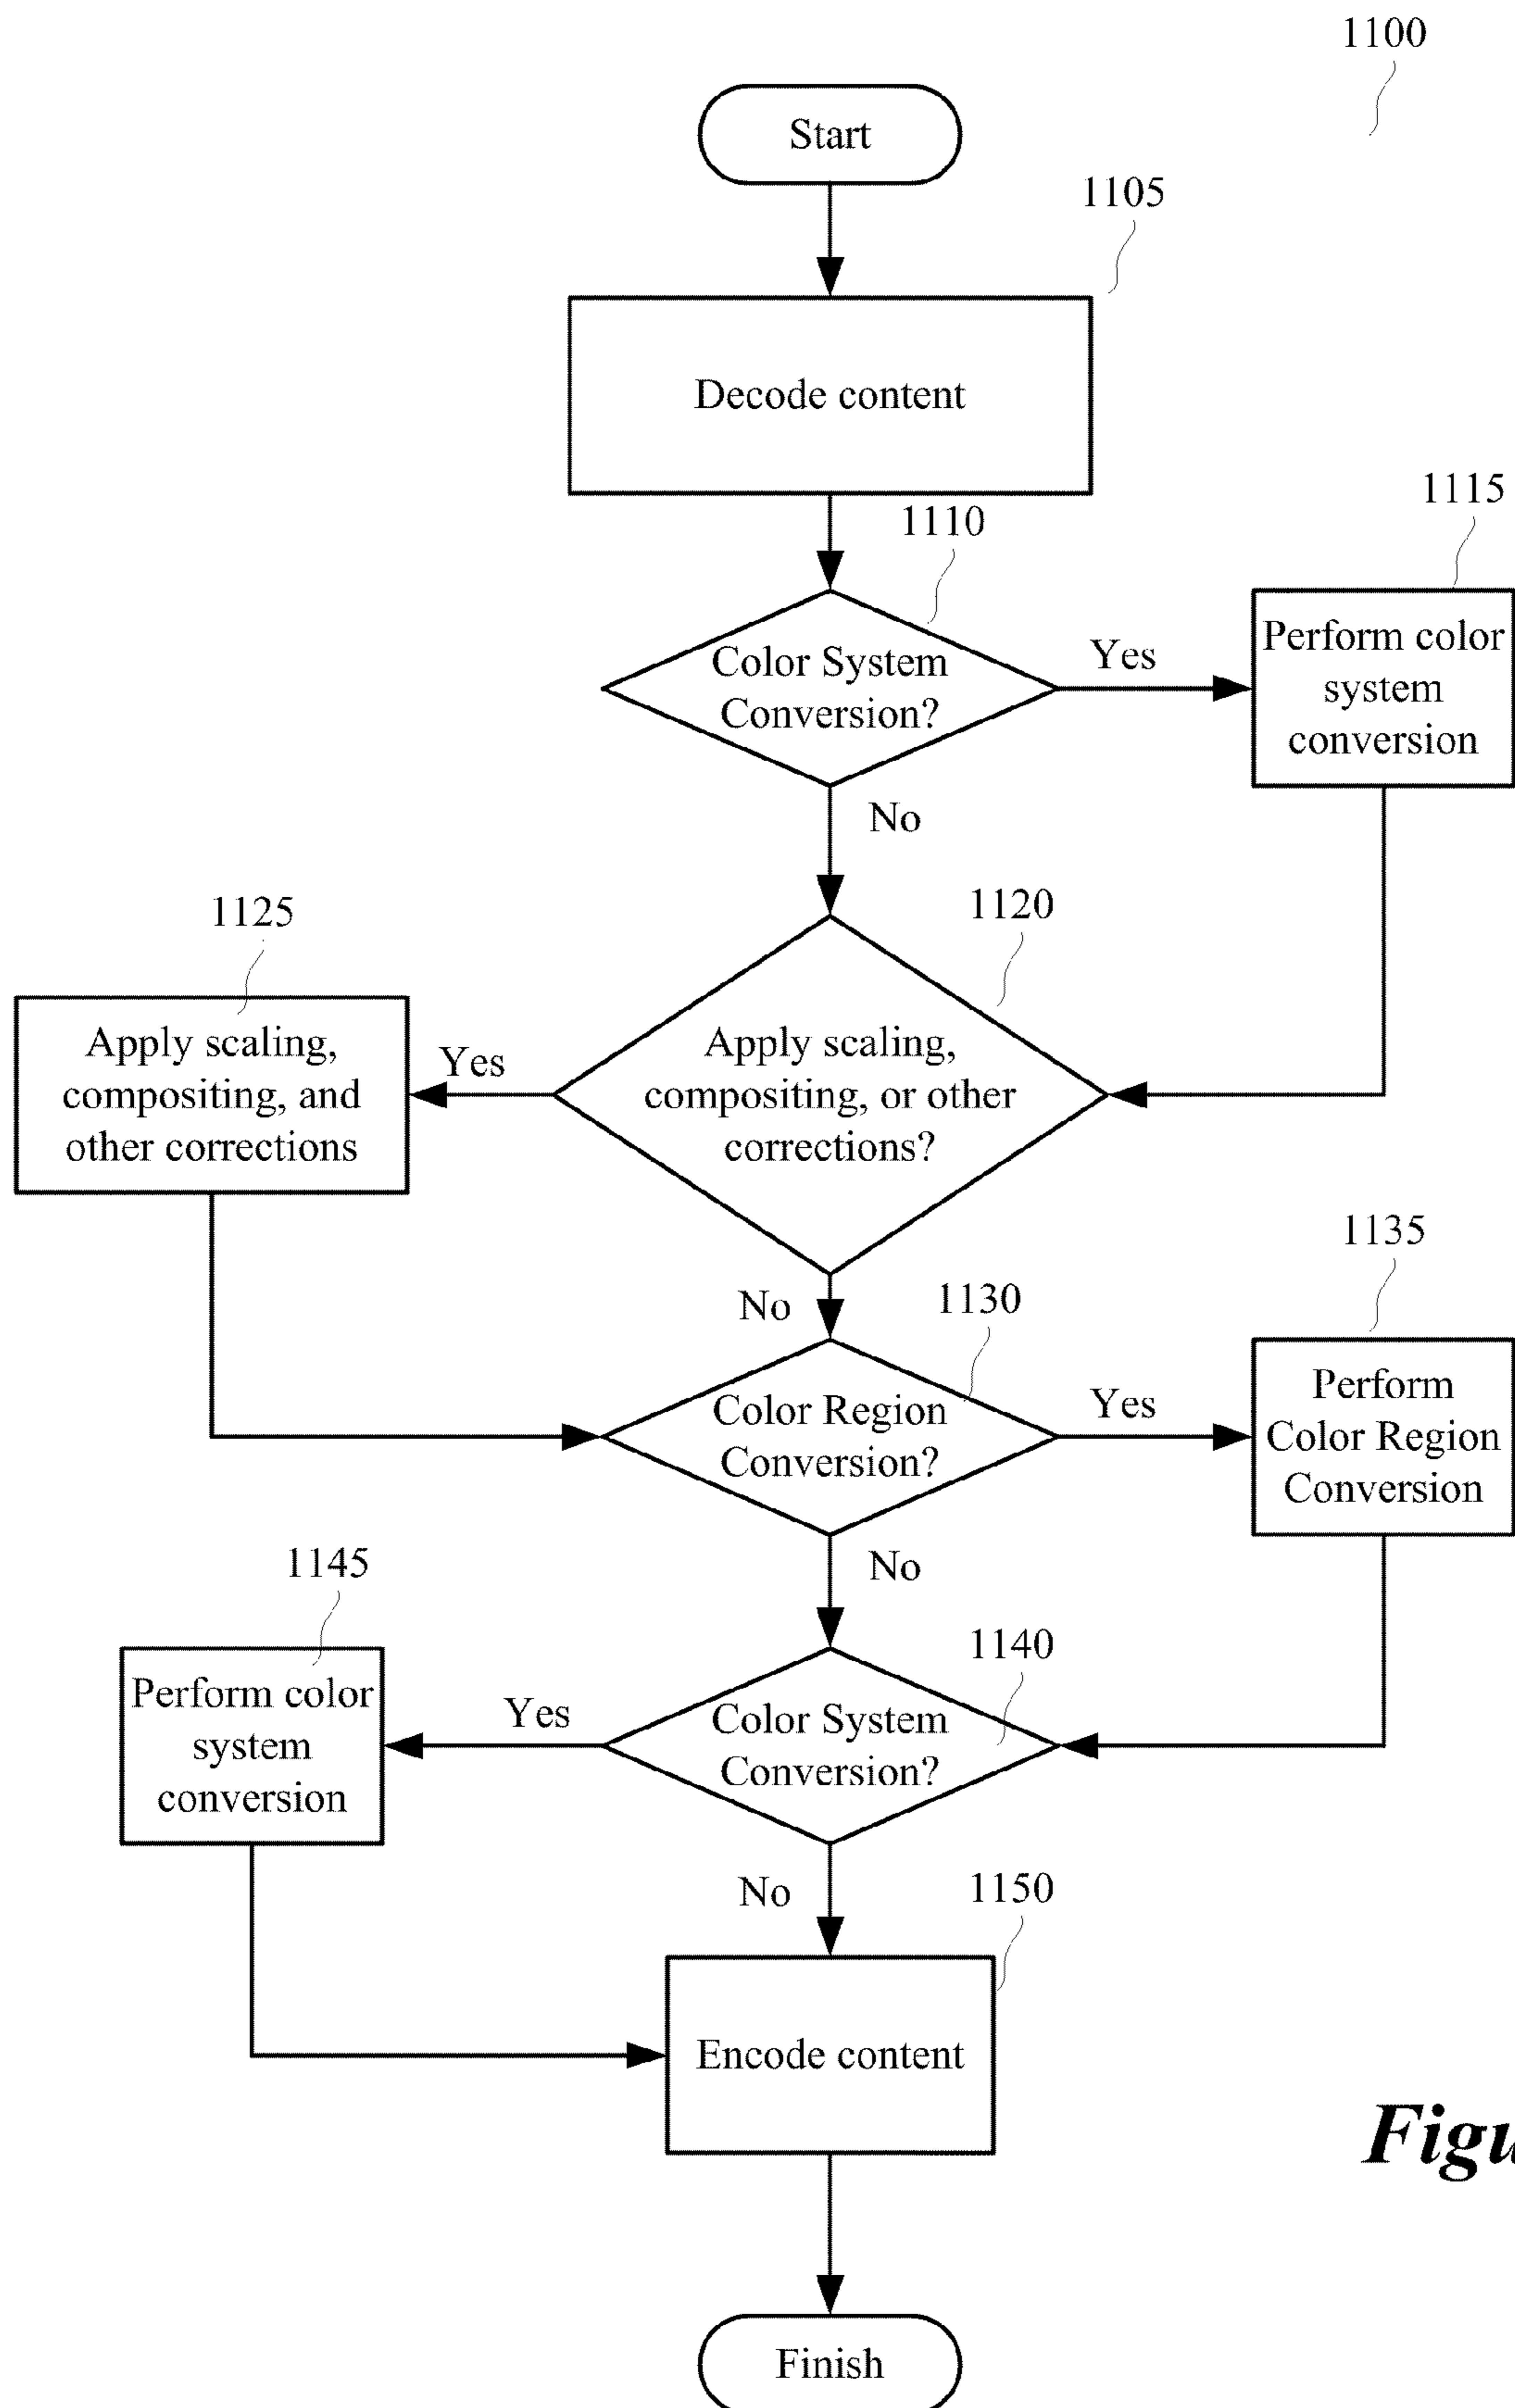 1100
Start
1105
Decode content
1110
1115
Color System
Conversion?
Yes
Perform color
system
conversion
No
1120
1125
Apply scaling,
compositing, or other
corrections?
Yes
Apply scaling,
compositing, and
other corrections
No
1130
1135
Color Region
Conversion?
Yes
Perform
Color Region
Conversion
No
1140
1145
Color System
Conversion?
Yes
Perform color
system
conversion
No
1150
Encode content
Finish